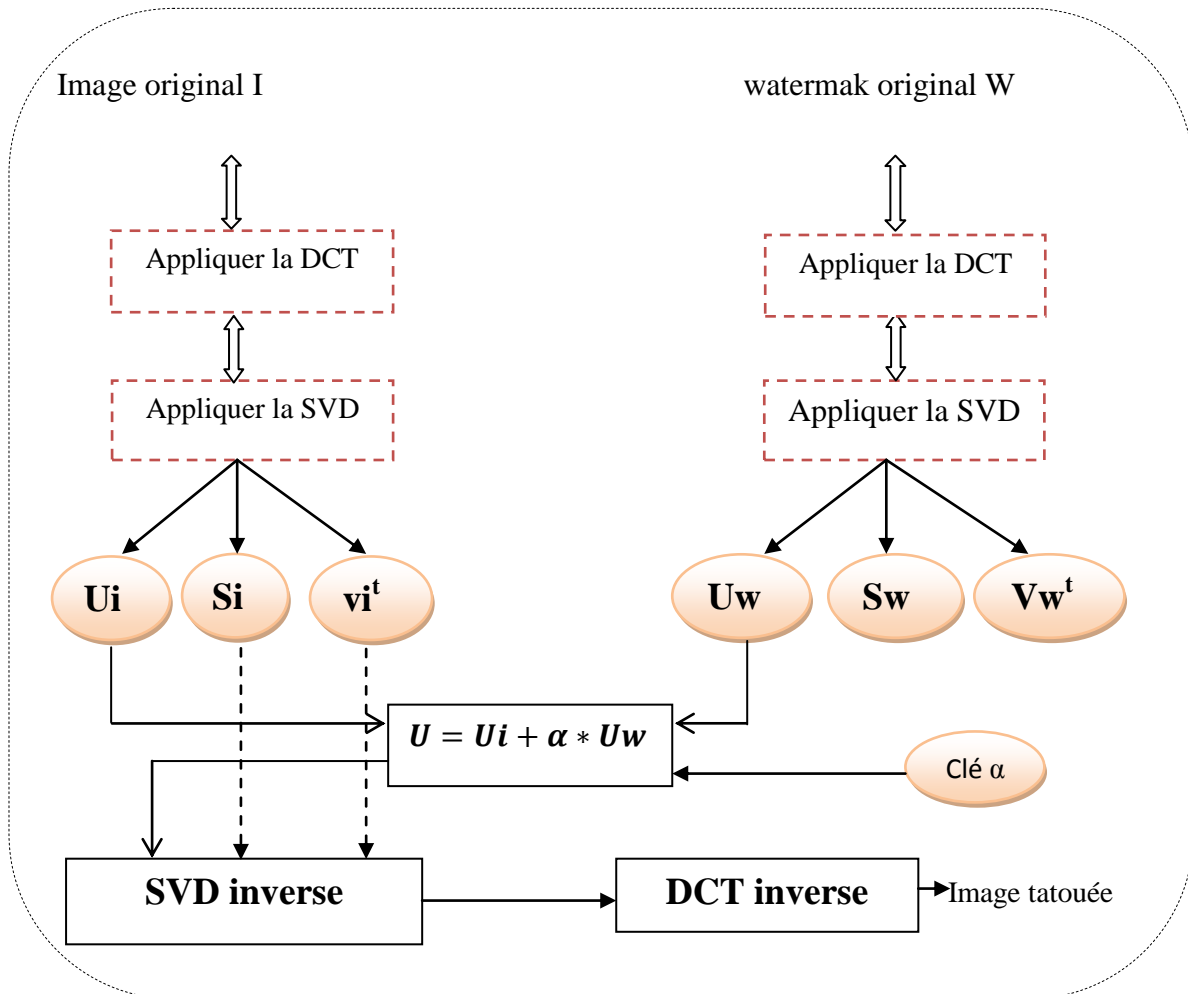 Image original I
watermak original W
Appliquer la DCT
Appliquer la DCT
Appliquer la SVD
Appliquer la SVD
Ui
Si
vi^t
Uw
Sw
Vw^t
U = Ui + α * Uw
Clé α
SVD inverse
DCT inverse
Image tatouée